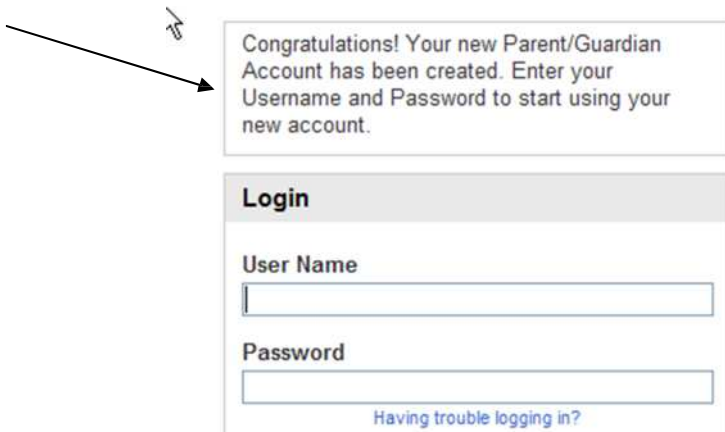 Congratulations! Your new Parent/Guardian
Account has been created. Enter your
Username and Password to start using your
new account.
Login
User Name
Password
Having trouble logging in?